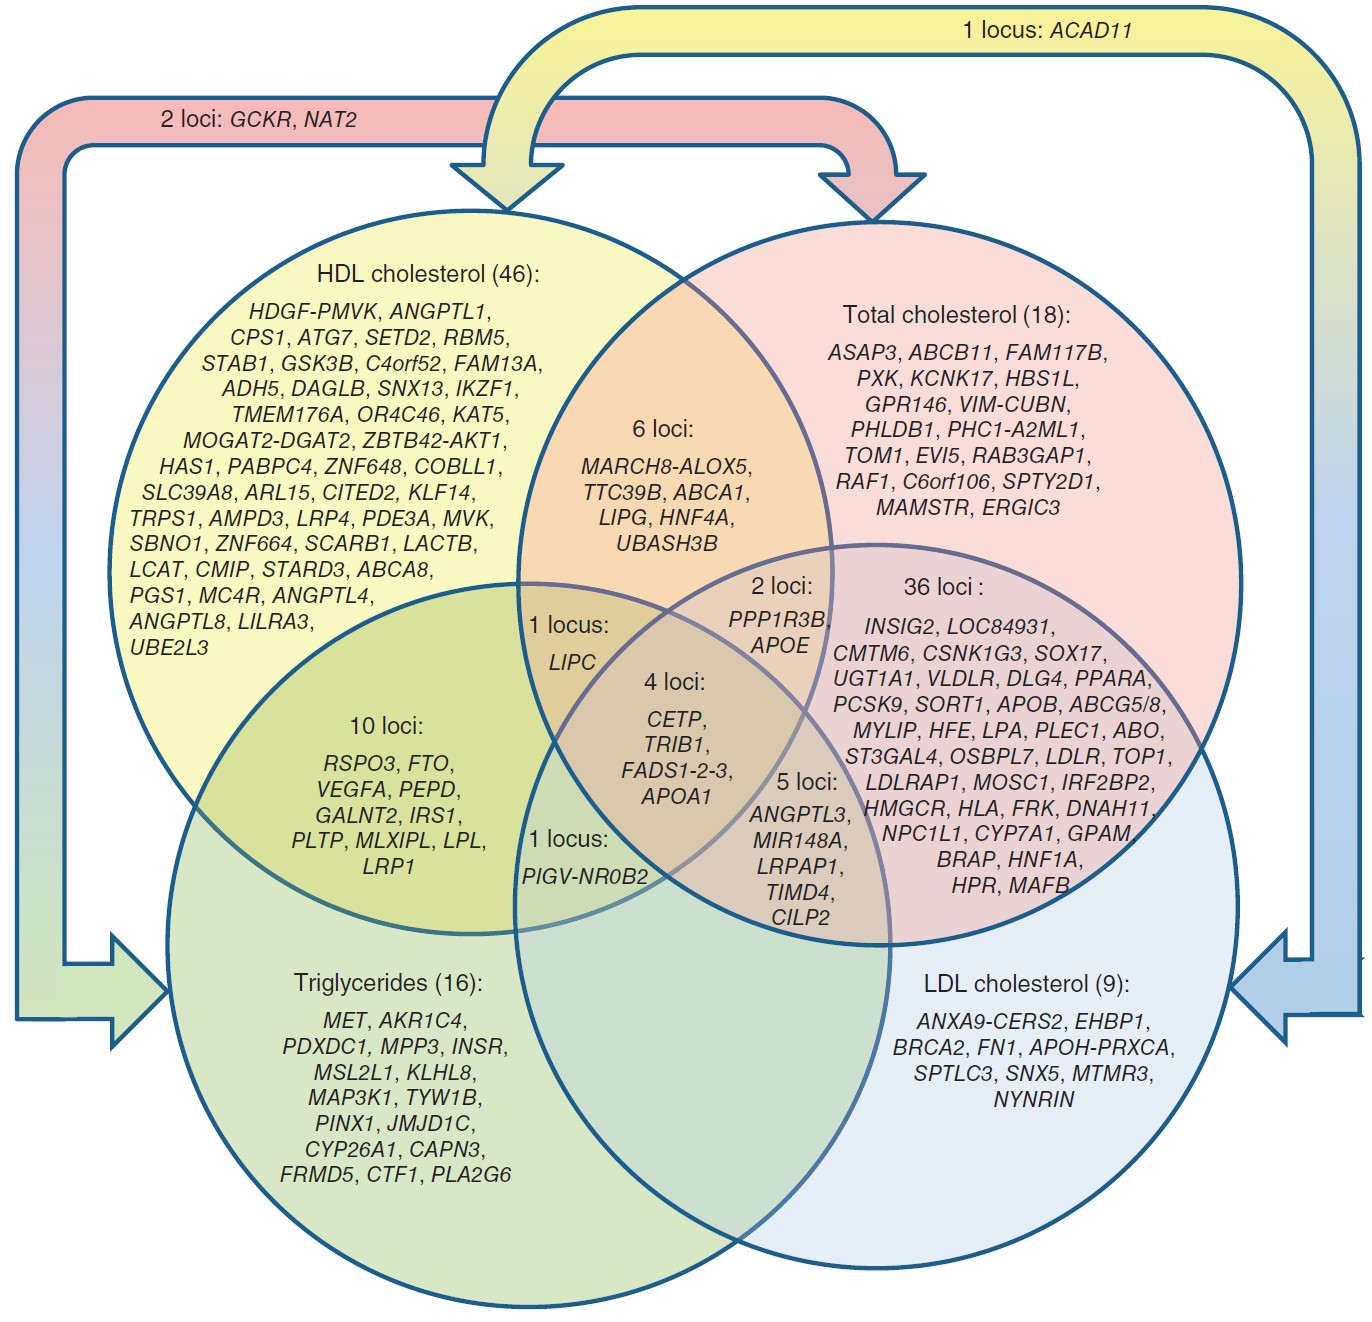 1 locus: ACAD11
2 loci: GCKR, NAT2
HDL cholesterol (46):
HDGF-PMVK, ANGPTL1,
CPS1, ATG7, SETD2, RBM5,
STAB1, GSK3B, C4orf52, FAM13A,
ADH5, DAGLB, SNX13, IKZF1,
TMEM176A, OR4C46, KAT5,
MOGAT2-DGAT2, ZBTB42-AKT1,
HAS1, PABPC4, ZNF648, COBLL1,
SLC39A8, ARL15, CITED2, KLF14,
TRPS1, AMPD3, LRP4, PDE3A, MVK,
SBNO1, ZNF664, SCARB1, LACTB,
LCAT, CMIP, STARD3, ABCA8,
PGS1, MC4R, ANGPTL4,
ANGPTL8, LILRA3,
UBE2L3
Total cholesterol (18):
ASAP3, ABCB11, FAM117B,
PXK, KCNK17, HBS1L,
GPR146, VIM-CUBN,
PHLDB1, PHC1-A2ML1,
TOM1, EVI5, RAB3GAP1,
RAF1, C6orf106, SPTY2D1,
MAMSTR, ERGIC3
6 loci:
MARCH8-ALOX5,
TTC39B, ABCA1,
LIPG, HNF4A,
UBASH3B
2 loci:
PPP1R3B,
APOE
36 loci :
INSIG2, LOC84931,
CMTM6, CSNK1G3, SOX17,
UGT1A1, VLDLR, DLG4, PPARA,
PCSK9, SORT1, APOB, ABCG5/8,
MYLIP, HFE, LPA, PLEC1, ABO,
ST3GAL4, OSBPL7, LDLR, TOP1,
LDLRAP1, MOSC1, IRF2BP2,
HMGCR, HLA, FRK, DNAH11,
NPC1L1, CYP7A1, GPAM,
BRAP, HNF1A,
HPR, MAFB
1 locus:
LIPC
4 loci:
CETP,
TRIB1,
FADS1-2-3,
APOA1
10 loci:
RSPO3, FTO,
VEGFA, PEPD,
GALNT2, IRS1,
PLTP, MLXIPL, LPL,
LRP1
5 loci:
ANGPTL3,
MIR148A,
LRPAP1,
TIMD4,
CILP2
1 locus:
PIGV-NR0B2
Triglycerides (16):
MET, AKR1C4,
PDXDC1, MPP3, INSR,
MSL2L1, KLHL8,
MAP3K1, TYW1B,
PINX1, JMJD1C,
CYP26A1, CAPN3,
FRMD5, CTF1, PLA2G6
LDL cholesterol (9):
ANXA9-CERS2, EHBP1,
BRCA2, FN1, APOH-PRXCA,
SPTLC3, SNX5, MTMR3,
NYNRIN